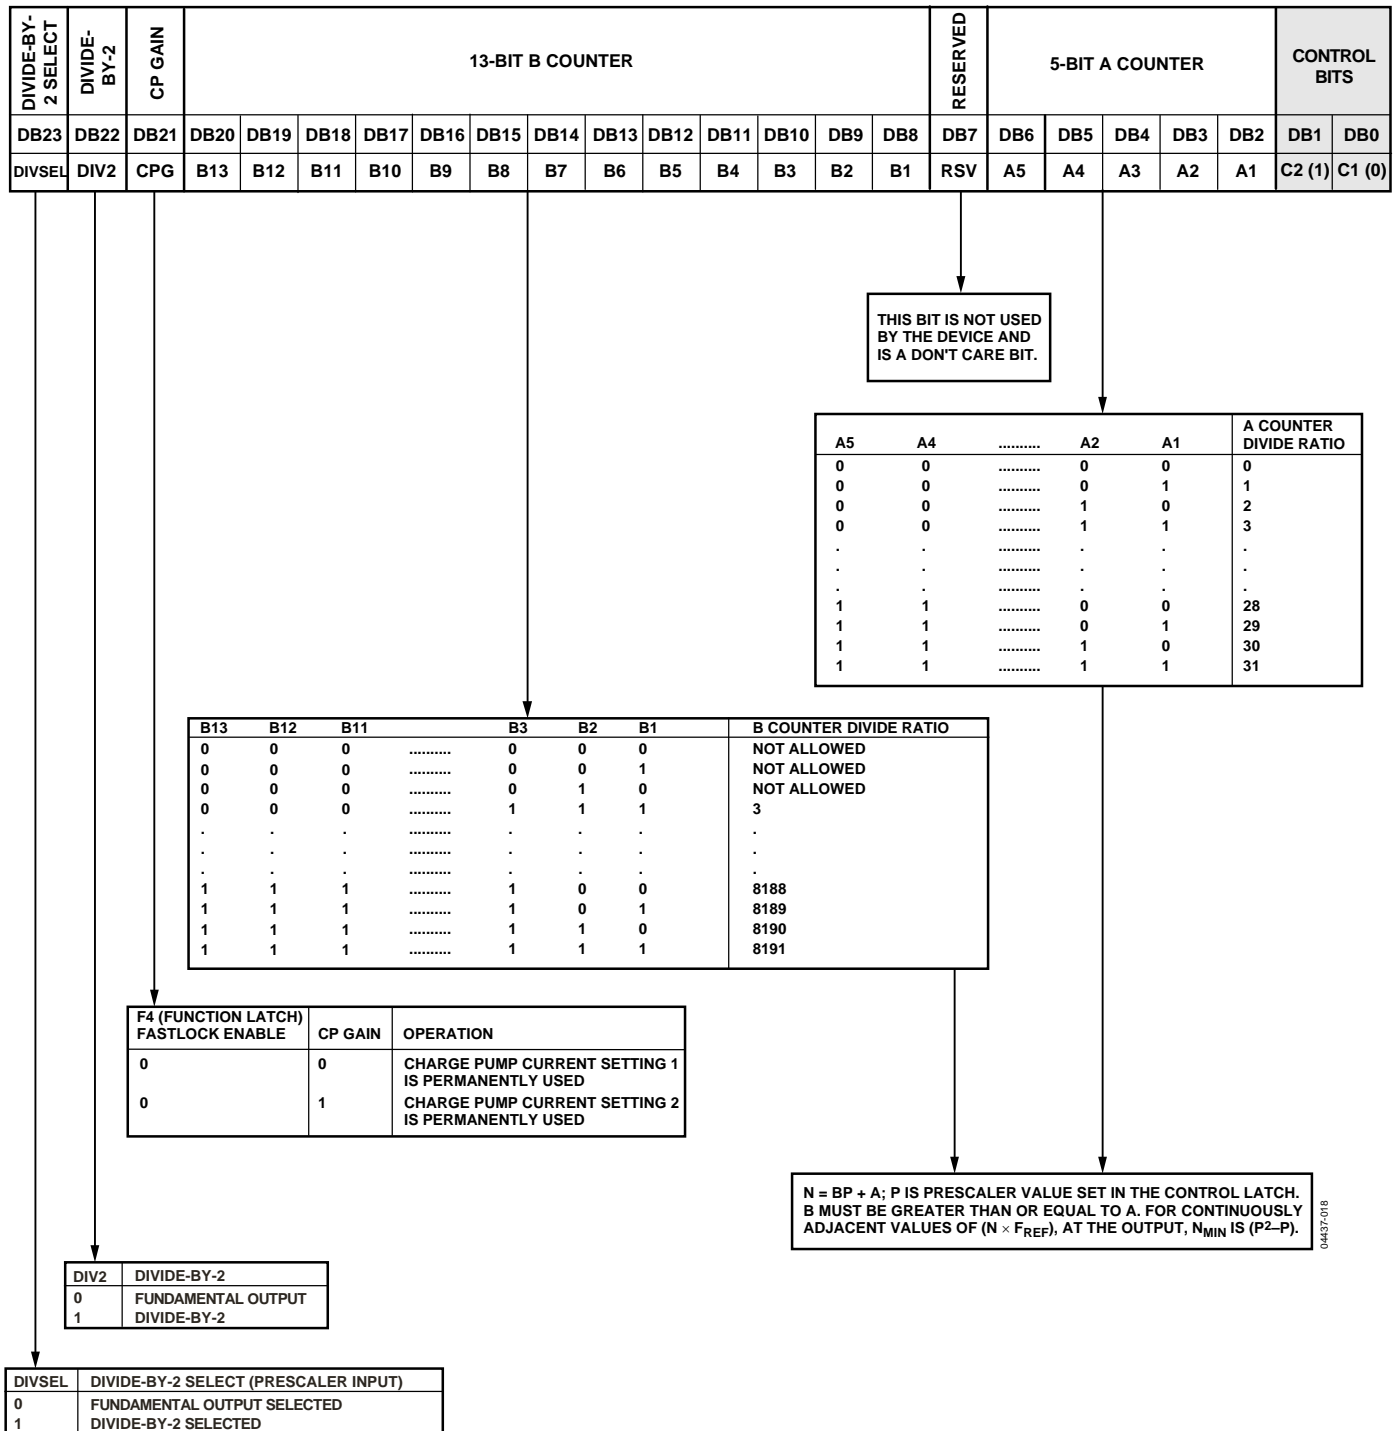 DIVIDE-BY-
2 SELECT
DIVIDE-
BY-2
CP GAIN
13-BIT B COUNTER
RESERVED
5-BIT A COUNTER
CONTROL
BITS
DB23 DB22 DB21 DB20 DB19 DB18 DB17 DB16 DB15 DB14 DB13 DB12 DB11 DB10 DB9 DB8 DB7 DB6 DB5 DB4 DB3 DB2 DB1 DB0
DIVSEL DIV2 CPG B13 B12 B11 B10 B9 B8 B7 B6 B5 B4 B3 B2 B1 RSV A5 A4 A3 A2 A1 C2 (1) C1 (0)
THIS BIT IS NOT USED
BY THE DEVICE AND
IS A DON'T CARE BIT.
A5 A4 .......... A2 A1 A COUNTER
DIVIDE RATIO
0 0 .......... 0 0 0
0 0 .......... 0 1 1
0 0 .......... 1 0 2
0 0 .......... 1 1 3
. . .......... . . .
. . .......... . . .
. . .......... . . .
1 1 .......... 0 0 28
1 1 .......... 0 1 29
1 1 .......... 1 0 30
1 1 .......... 1 1 31
B13 B12 B11 B3 B2 B1 B COUNTER DIVIDE RATIO
0 0 0 .......... 0 0 0 NOT ALLOWED
0 0 0 .......... 0 0 1 NOT ALLOWED
0 0 0 .......... 0 1 0 NOT ALLOWED
0 0 0 .......... 1 1 1 3
. . . .......... . . . .
. . . .......... . . . .
. . . .......... . . . .
1 1 1 .......... 1 0 0 8188
1 1 1 .......... 1 0 1 8189
1 1 1 .......... 1 1 0 8190
1 1 1 .......... 1 1 1 8191
F4 (FUNCTION LATCH)
FASTLOCK ENABLE CP GAIN OPERATION
0 0 CHARGE PUMP CURRENT SETTING 1
IS PERMANENTLY USED
0 1 CHARGE PUMP CURRENT SETTING 2
IS PERMANENTLY USED
N = BP + A; P IS PRESCALER VALUE SET IN THE CONTROL LATCH.
B MUST BE GREATER THAN OR EQUAL TO A. FOR CONTINUOUSLY
ADJACENT VALUES OF (N × FREF), AT THE OUTPUT, NMIN IS (P2–P).
04437-018
DIV2 DIVIDE-BY-2
0 FUNDAMENTAL OUTPUT
1 DIVIDE-BY-2
DIVSEL DIVIDE-BY-2 SELECT (PRESCALER INPUT)
0 FUNDAMENTAL OUTPUT SELECTED
1 DIVIDE-BY-2 SELECTED